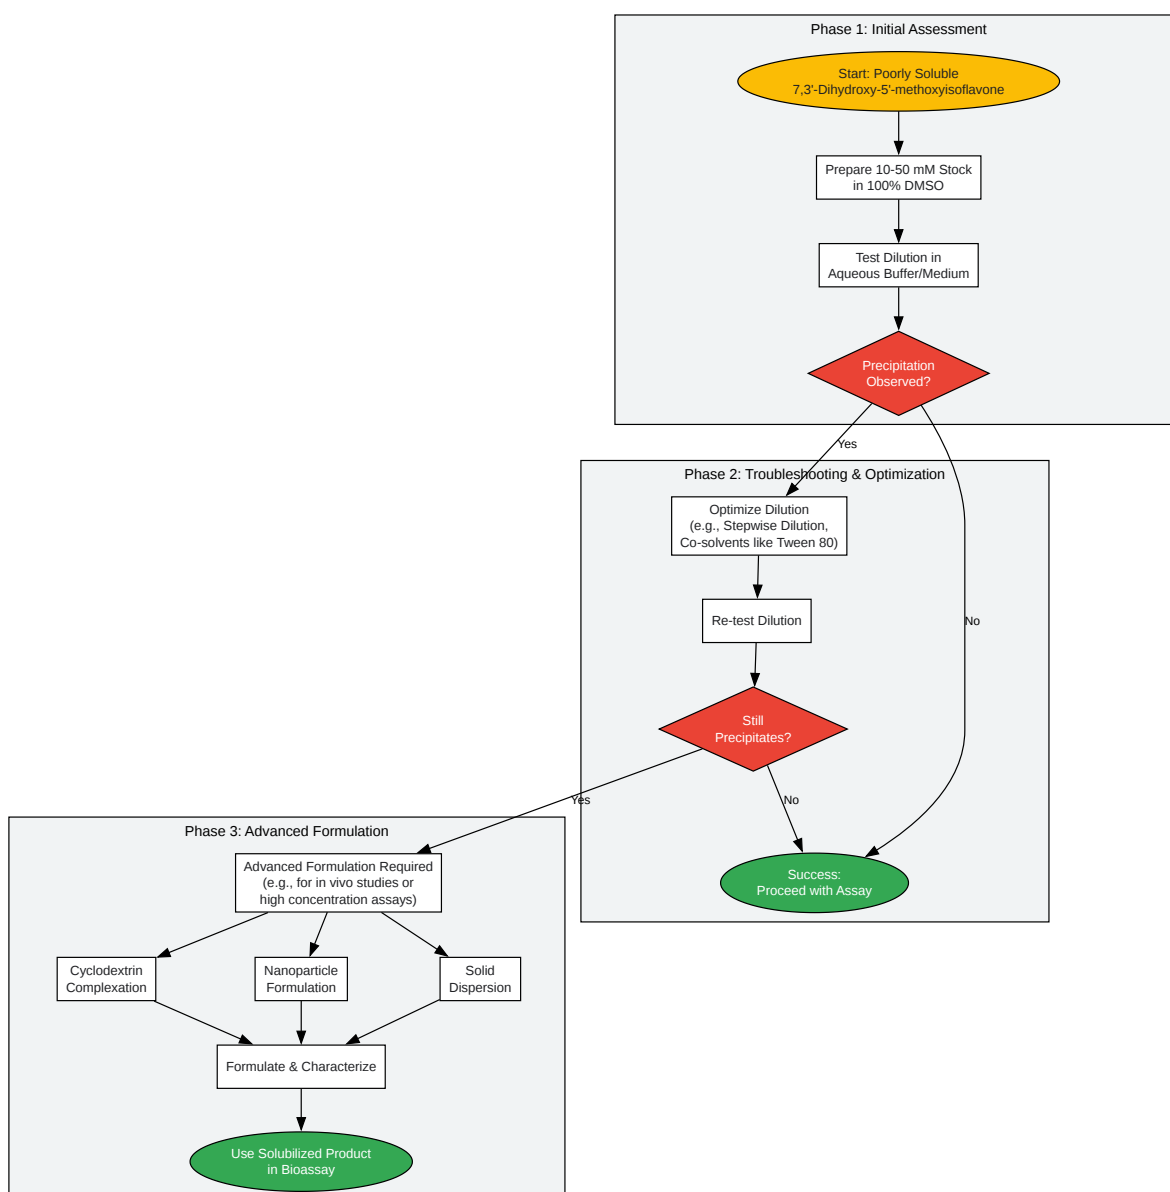 Phase 1: Initial Assessment
Start: Poorly Soluble
7,3'-Dihydroxy-5'-methoxyisoflavone
Prepare 10-50 mM Stock
in 100% DMSO
Test Dilution in
Aqueous Buffer/Medium
Precipitation
Observed?
Yes
No
Phase 2: Troubleshooting & Optimization
Optimize Dilution
(e.g., Stepwise Dilution,
Co-solvents like Tween 80)
Re-test Dilution
Still
Precipitates?
Yes
No
Success:
Proceed with Assay
Phase 3: Advanced Formulation
Advanced Formulation Required
(e.g., for in vivo studies or
high concentration assays)
Cyclodextrin
Complexation
Nanoparticle
Formulation
Solid
Dispersion
Formulate & Characterize
Use Solubilized Product
in Bioassay